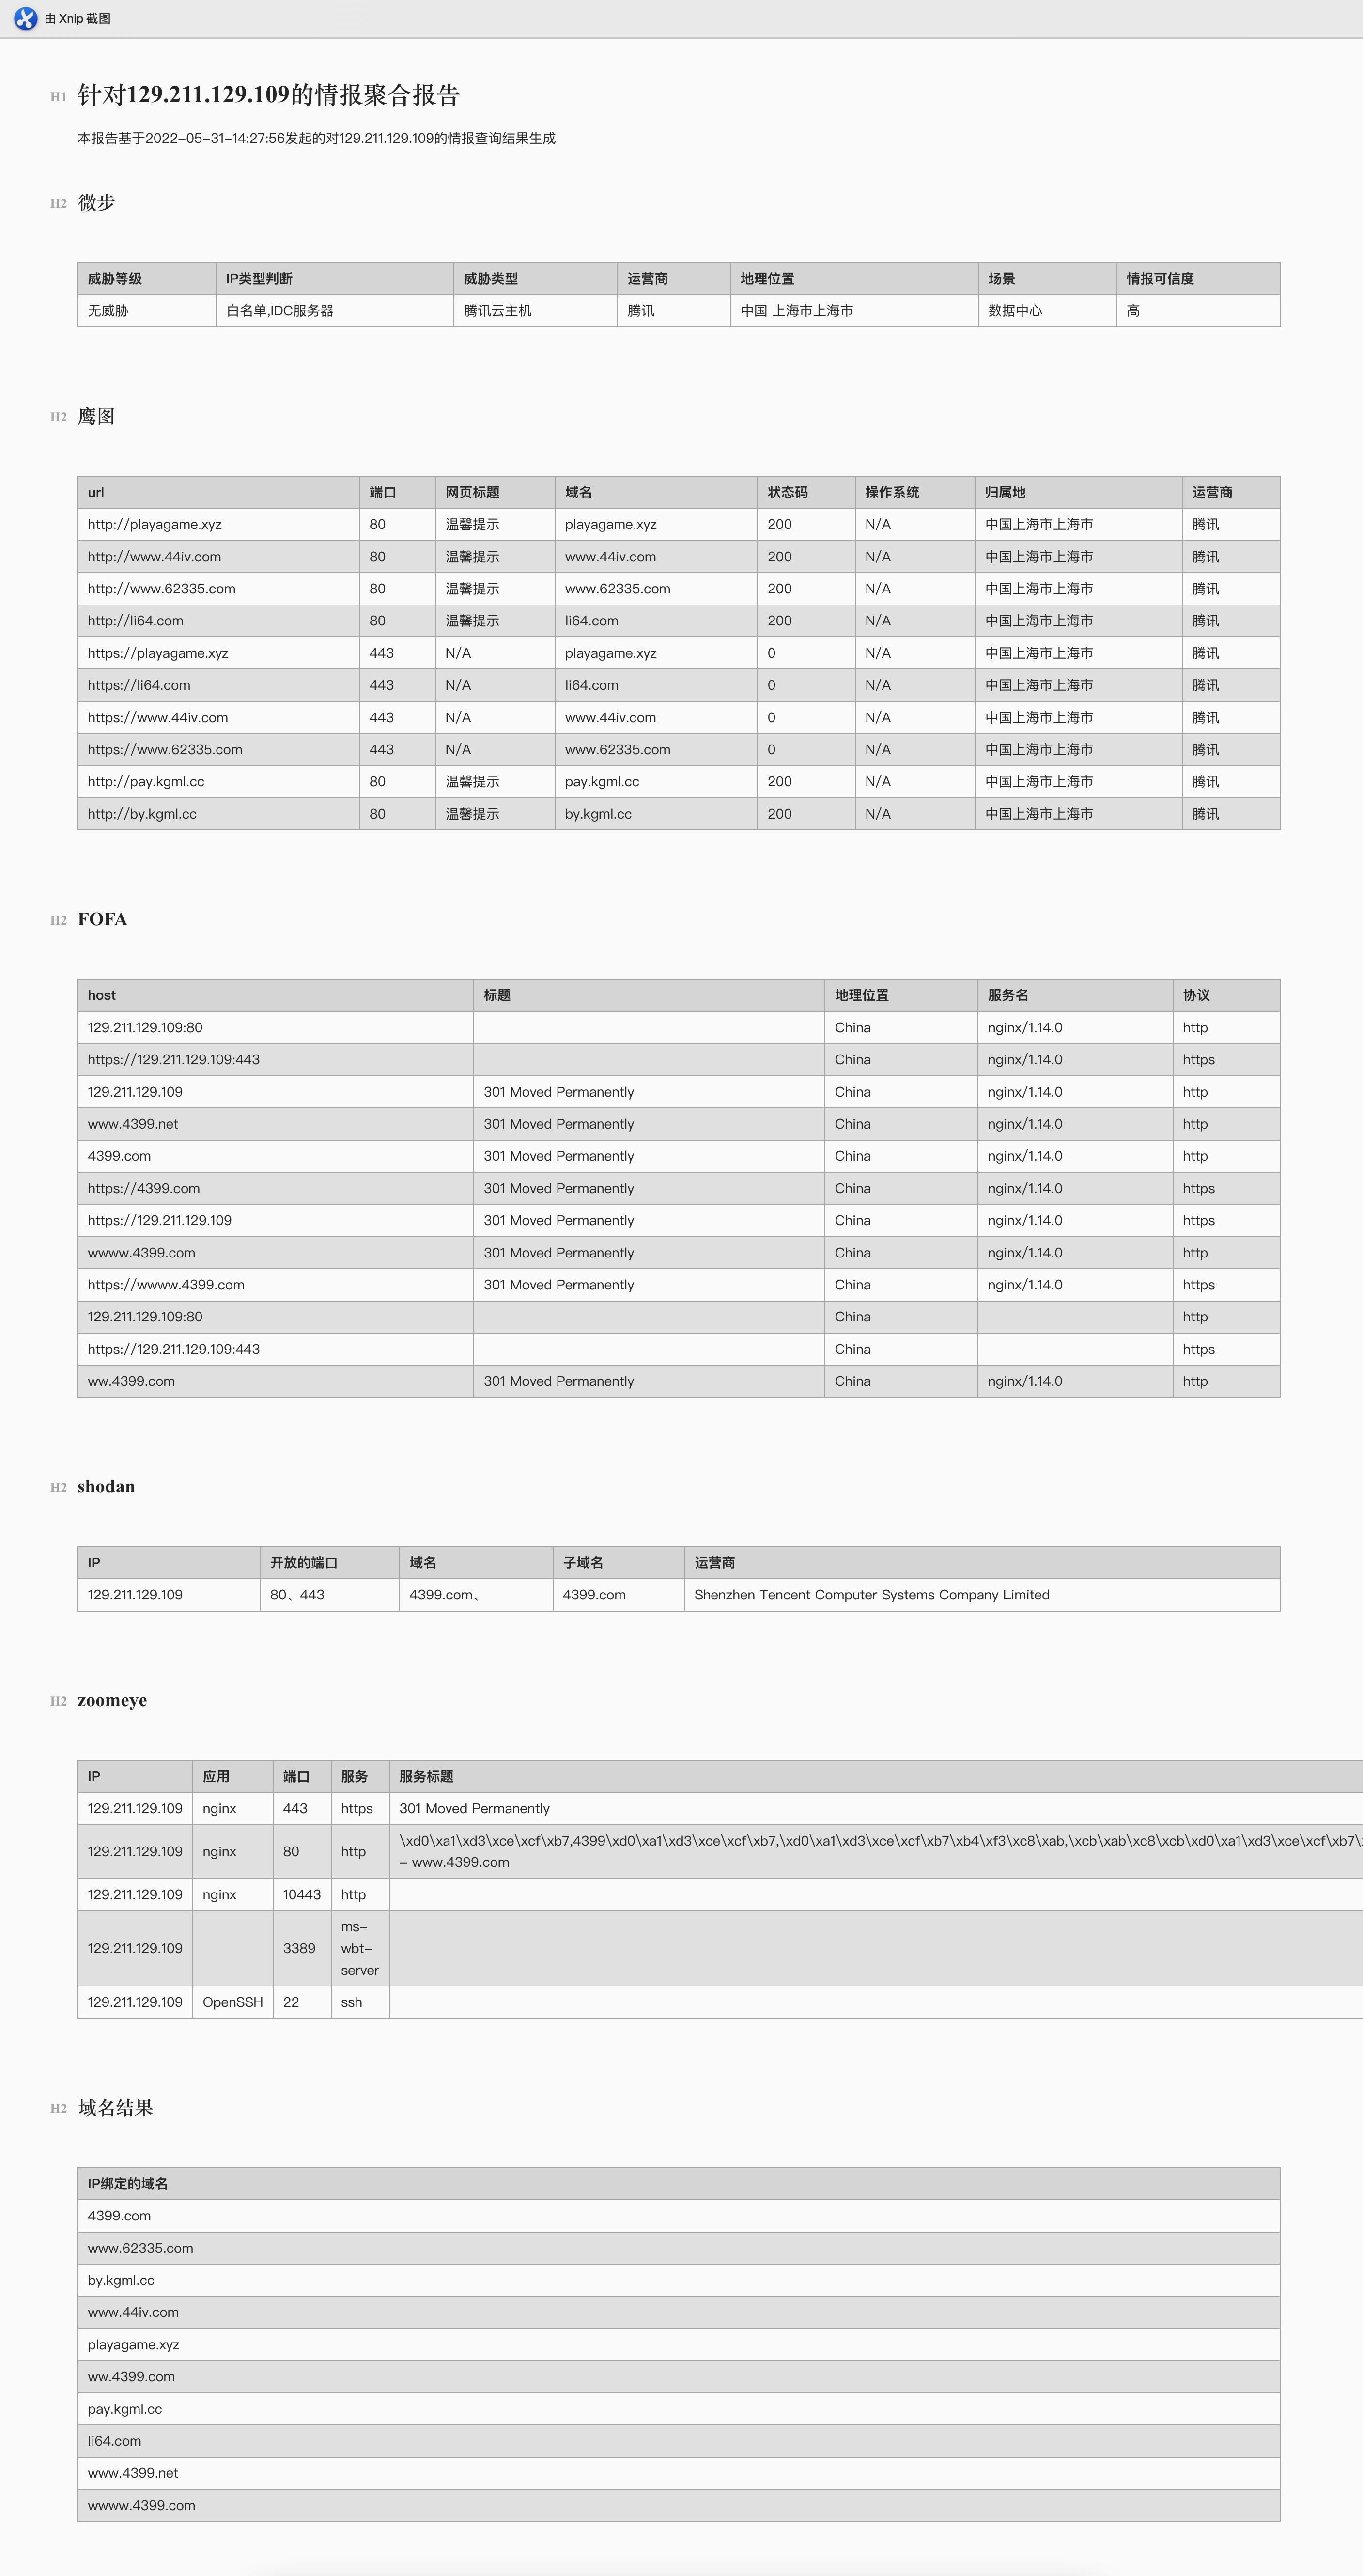 由 Xnip 截图
H1 针对129.211.129.109的情报聚合报告
本报告基于2022-05-31-14:27:56发起的对129.211.129.109的情报查询结果生成
H2 微步
威胁等级 IP类型判断 威胁类型 运营商 地理位置 场景 情报可信度
无威胁 白名单,IDC服务器 腾讯云主机 腾讯 中国 上海市上海市 数据中心 高
H2 鹰图
url 端口 网页标题 域名 状态码 操作系统 归属地 运营商
http://playagame.xyz 80 温馨提示 playagame.xyz 200 N/A 中国上海市上海市 腾讯
http://www.44iv.com 80 温馨提示 www.44iv.com 200 N/A 中国上海市上海市 腾讯
http://www.62335.com 80 温馨提示 www.62335.com 200 N/A 中国上海市上海市 腾讯
http://li64.com 80 温馨提示 li64.com 200 N/A 中国上海市上海市 腾讯
https://playagame.xyz 443 N/A playagame.xyz 0 N/A 中国上海市上海市 腾讯
https://li64.com 443 N/A li64.com 0 N/A 中国上海市上海市 腾讯
https://www.44iv.com 443 N/A www.44iv.com 0 N/A 中国上海市上海市 腾讯
https://www.62335.com 443 N/A www.62335.com 0 N/A 中国上海市上海市 腾讯
http://pay.kgml.cc 80 温馨提示 pay.kgml.cc 200 N/A 中国上海市上海市 腾讯
http://by.kgml.cc 80 温馨提示 by.kgml.cc 200 N/A 中国上海市上海市 腾讯
H2 FOFA
host 标题 地理位置 服务名 协议
129.211.129.109:80 China nginx/1.14.0 http
https://129.211.129.109:443 China nginx/1.14.0 https
129.211.129.109 301 Moved Permanently China nginx/1.14.0 http
www.4399.net 301 Moved Permanently China nginx/1.14.0 http
4399.com 301 Moved Permanently China nginx/1.14.0 http
https://4399.com 301 Moved Permanently China nginx/1.14.0 https
https://129.211.129.109 301 Moved Permanently China nginx/1.14.0 https
wwww.4399.com 301 Moved Permanently China nginx/1.14.0 http
https://wwww.4399.com 301 Moved Permanently China nginx/1.14.0 https
129.211.129.109:80 China http
https://129.211.129.109:443 China https
ww.4399.com 301 Moved Permanently China nginx/1.14.0 http
H2 shodan
IP 开放的端口 域名 子域名 运营商
129.211.129.109 80、443 4399.com、 4399.com Shenzhen Tencent Computer Systems Company Limited
H2 zoomeye
IP 应用 端口 服务 服务标题
129.211.129.109 nginx 443 https 301 Moved Permanently
129.211.129.109 nginx 80 http \xd0\xa1\xd3\xce\xcf\xb7,4399\xd0\xa1\xd3\xce\xcf\xb7,\xd0\xa1\xd3\xce\xcf\xb7\xb4\xf3\xc8\xab,\xcb\xab\xc8\xcb\xd0\xa1\xd3\xce\xcf\xb7\
- www.4399.com
129.211.129.109 nginx 10443 http
129.211.129.109 3389 ms-
wbt-
server
129.211.129.109 OpenSSH 22 ssh
H2 域名结果
IP绑定的域名
4399.com
www.62335.com
by.kgml.cc
www.44iv.com
playagame.xyz
ww.4399.com
pay.kgml.cc
li64.com
www.4399.net
wwww.4399.com